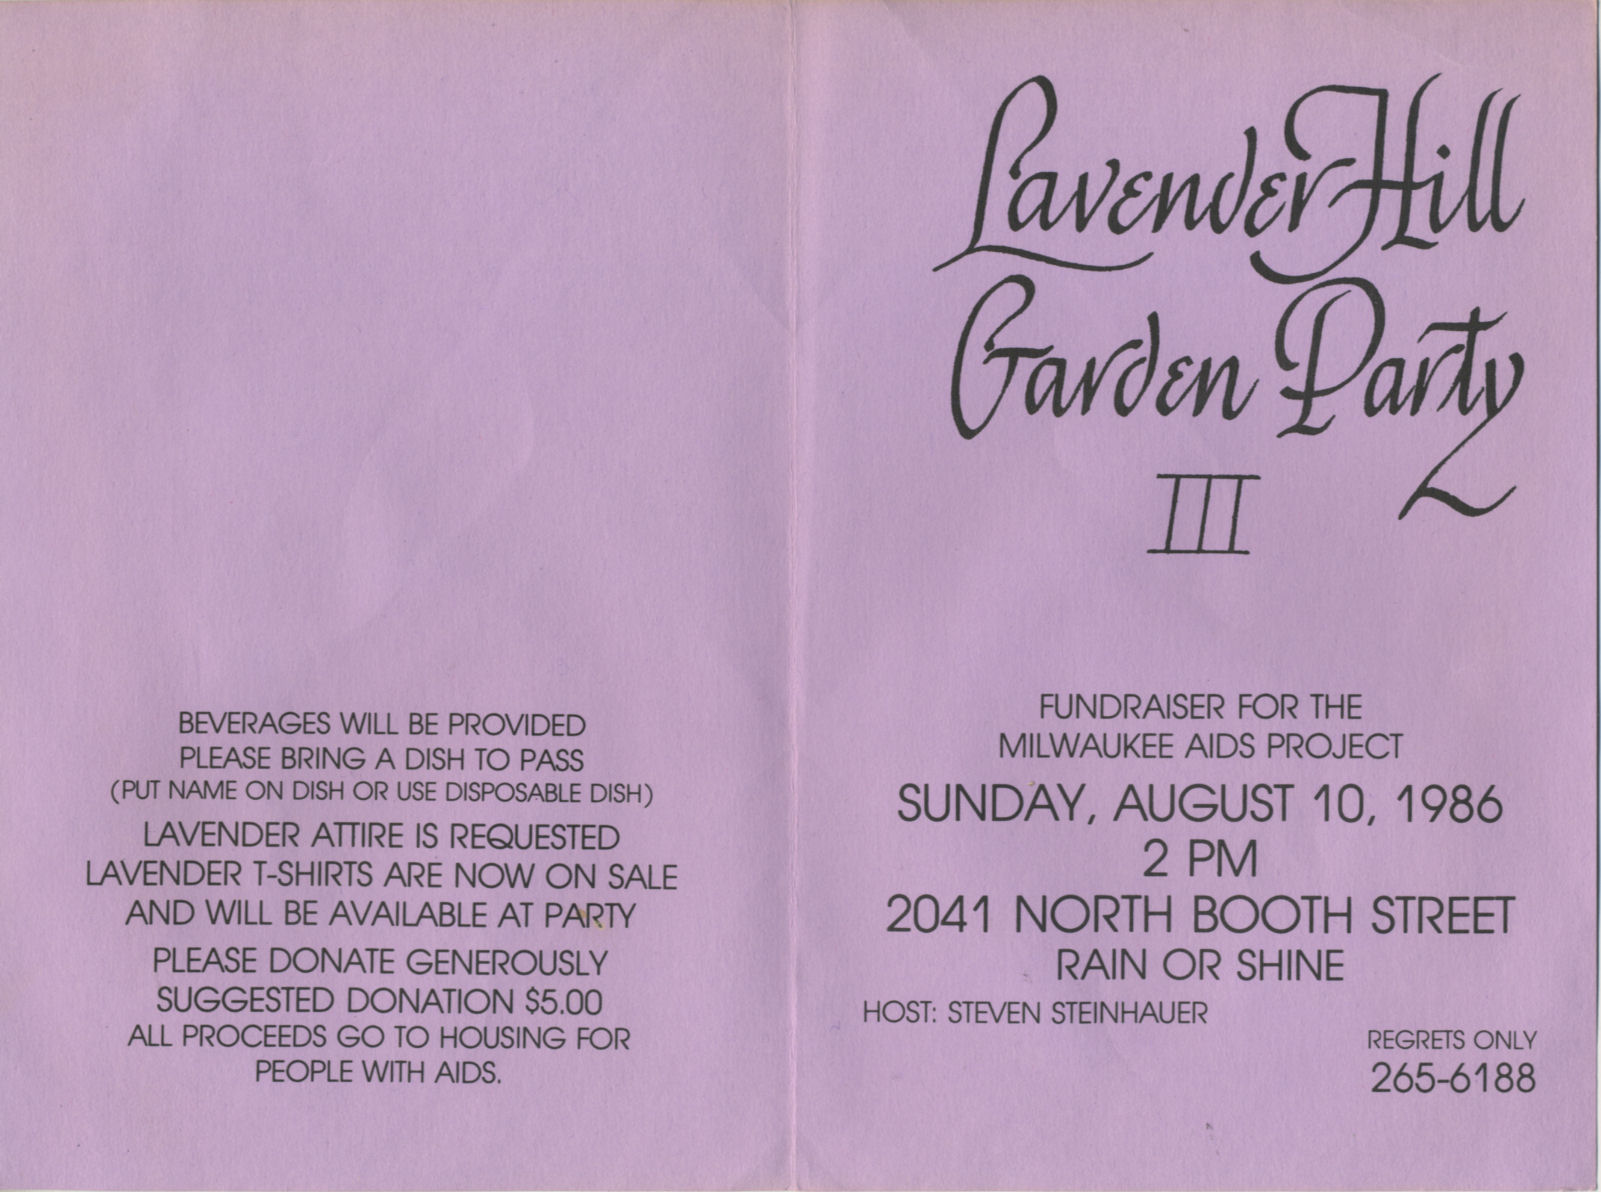 BEVERAGES WILL BE PROVIDED
PLEASE BRING A DISH TO PASS
(PUT NAME ON DISH OR USE DISPOSABLE DISH)
LAVENDER ATTIRE IS REQUESTED
LAVENDER T-SHIRTS ARE NOW ON SALE
AND WILL BE AVAILABLE AT PARTY
PLEASE DONATE GENEROUSLY
SUGGESTED DONATION $5.00
ALL PROCEEDS GO TO HOUSING FOR
PEOPLE WITH AIDS.
Lavender Hill
Garden Party
III
FUNDRAISER FOR THE
MILWAUKEE AIDS PROJECT
SUNDAY, AUGUST 10, 1986
2 PM
2041 NORTH BOOTH STREET
RAIN OR SHINE
HOST: STEVEN STEINHAUER
REGRETS ONLY
265-6188